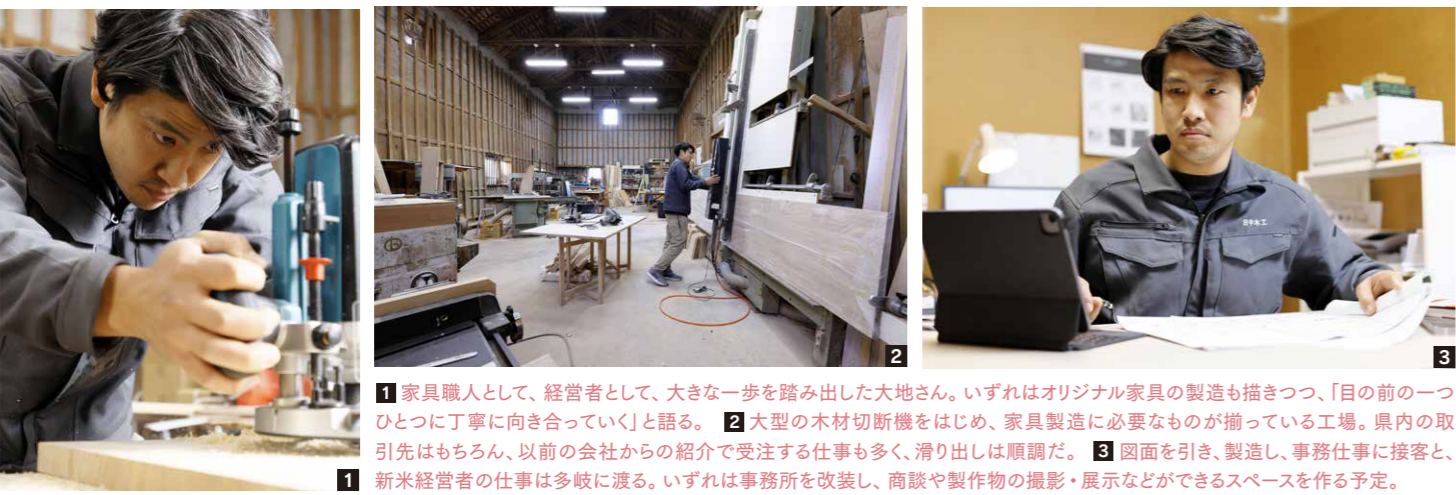 日々木工
1
2
3
1 家具職人として、経営者として、大きな一歩を踏み出した大地さん。いずれはオリジナル家具の製造も描きつつ、「目の前の一つ
ひとつに丁寧に向き合っていく」と語る。 2 大型の木材切断機をはじめ、家具製造に必要なものが揃っている工場。県内の取
引先はもちろん、以前の会社からの紹介で受注する仕事も多く、滑り出しは順調だ。 3 図面を引き、製造し、事務仕事に接客と、
新米経営者の仕事は多岐に渡る。いずれは事務所を改装し、商談や製作物の撮影・展示などができるスペースを作る予定。